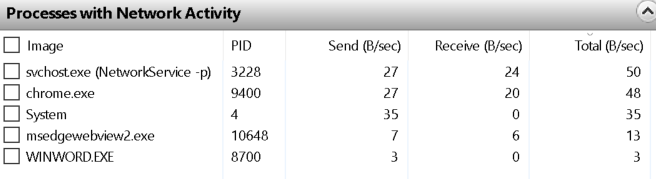 Processes with Network Activity
Image PID Send (B/sec) Receive (B/sec) Total (B/sec)
svchost.exe (NetworkService -p) 3228 27 24 50
chrome.exe 9400 27 20 48
System 4 35 0 35
msedgewebview2.exe 10648 7 6 13
WINWORD.EXE 8700 3 0 3